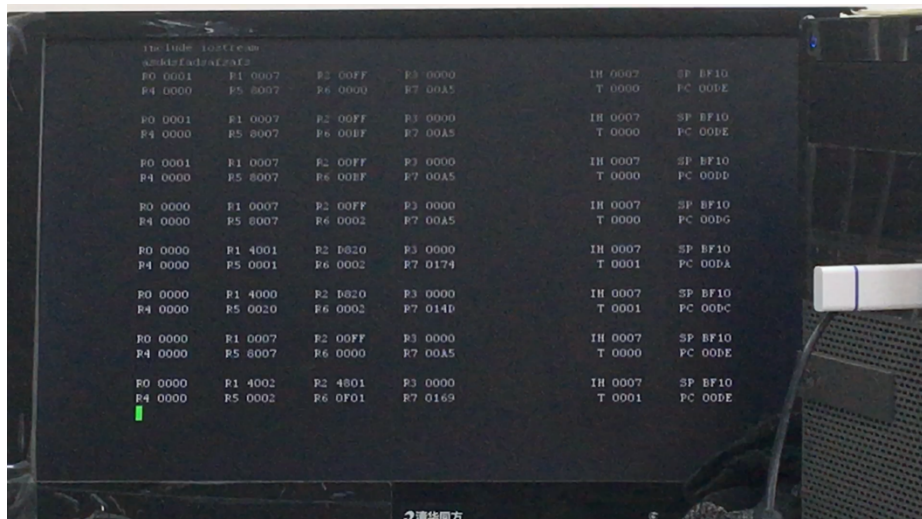 include iostream
R0 0001 R1 0007 R2 00FF R3 0000 IH 0007 SP BF10
R4 0000 R5 8007 R6 0000 R7 00A5 T 0000 PC 00DE
R0 0001 R1 0007 R2 00FF R3 0000 IH 0007 SP BF10
R4 0000 R5 8007 R6 00BF R7 00A5 T 0000 PC 00DE
R0 0001 R1 0007 R2 00FF R3 0000 IH 0007 SP BF10
R4 0000 R5 8007 R6 00BF R7 00A5 T 0000 PC 00DD
R0 0000 R1 0007 R2 00FF R3 0000 IH 0007 SP BF10
R4 0000 R5 8007 R6 0002 R7 00A5 T 0000 PC 00DG
R0 0000 R1 4001 R2 D820 R3 0000 IH 0007 SP BF10
R4 0000 R5 0001 R6 0002 R7 0174 T 0001 PC 00DA
R0 0000 R1 4000 R2 D820 R3 0000 IH 0007 SP BF10
R4 0000 R5 0020 R6 0002 R7 014D T 0001 PC 00DC
R0 0000 R1 0007 R2 00FF R3 0000 IH 0007 SP BF10
R4 0000 R5 8007 R6 0000 R7 00A5 T 0000 PC 00DE
R0 0000 R1 4002 R2 4801 R3 0000 IH 0007 SP BF10
R4 0000 R5 0002 R6 0F01 R7 0169 T 0001 PC 00DE
清华同方